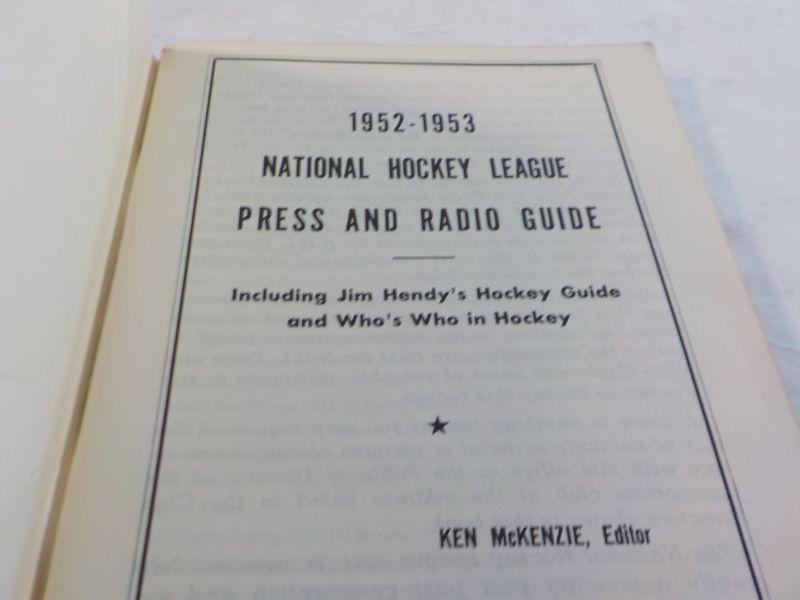 1952-1953
NATIONAL HOCKEY LEAGUE
PRESS AND RADIO GUIDE
Including Jim Hendy's Hockey Guide
and Who's Who in Hockey
KEN McKENZIE, Editor